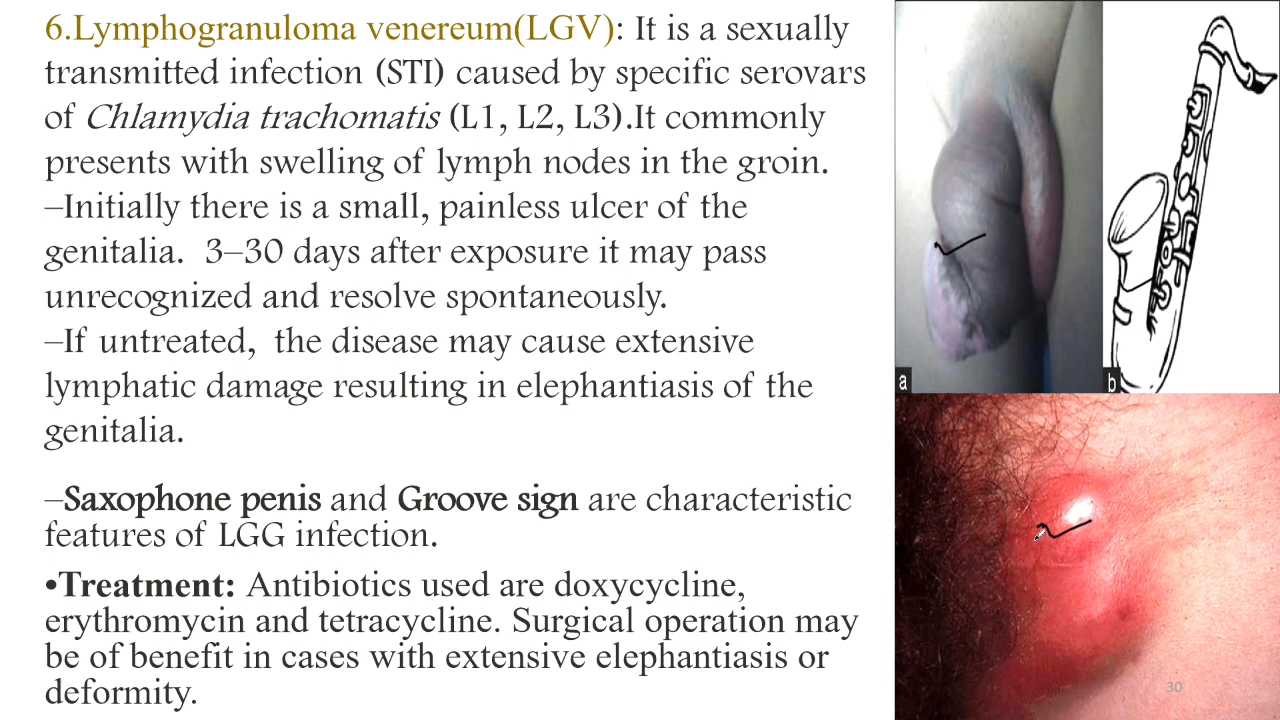 6.Lymphogranuloma venereum(LGV): It is a sexually
transmitted infection (STI) caused by specific serovars
of Chlamydia trachomatis (L1, L2, L3).It commonly
presents with swelling of lymph nodes in the groin.
–Initially there is a small, painless ulcer of the
genitalia.  3–30 days after exposure it may pass
unrecognized and resolve spontaneously.
–If untreated,  the disease may cause extensive
lymphatic damage resulting in elephantiasis of the
genitalia.
–Saxophone penis and Groove sign are characteristic
features of LGG infection.
•Treatment: Antibiotics used are doxycycline,
erythromycin and tetracycline. Surgical operation may
be of benefit in cases with extensive elephantiasis or
deformity.
a
b
30